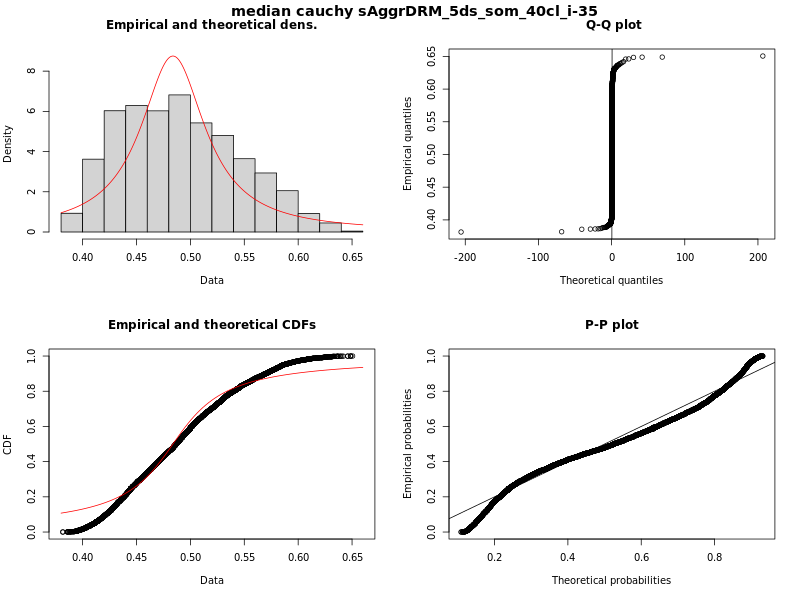 median cauchy sAggrDRM_5ds_som_40cl_i-35
Empirical and theoretical dens.
Density
0 2 4 6 8
0.40 0.45 0.50 0.55 0.60 0.65
Data
Q-Q plot
Empirical quantiles
0.40 0.45 0.50 0.55 0.60 0.65
-200 -100 0 100 200
Theoretical quantiles
Empirical and theoretical CDFs
CDF
0.0 0.2 0.4 0.6 0.8 1.0
0.40 0.45 0.50 0.55 0.60 0.65
Data
P-P plot
Empirical probabilities
0.0 0.2 0.4 0.6 0.8 1.0
0.2 0.4 0.6 0.8
Theoretical probabilities